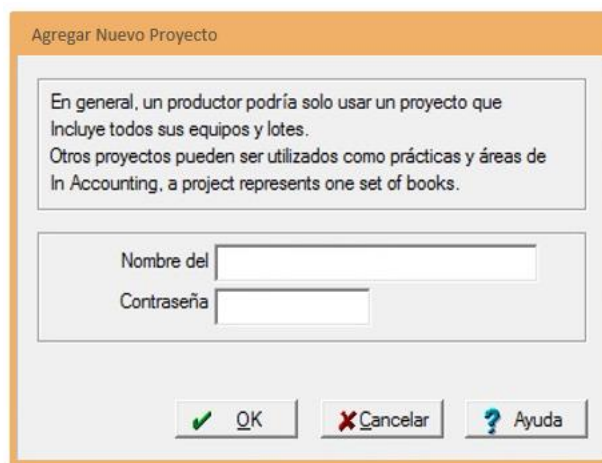 Agregar Nuevo Proyecto
En general, un productor podría solo usar un proyecto que
Incluye todos sus equipos y lotes.
Otros proyectos pueden ser utilizados como prácticas y áreas de
In Accounting, a project represents one set of books.
Nombre del
Contraseña
OK
Cancelar
Ayuda